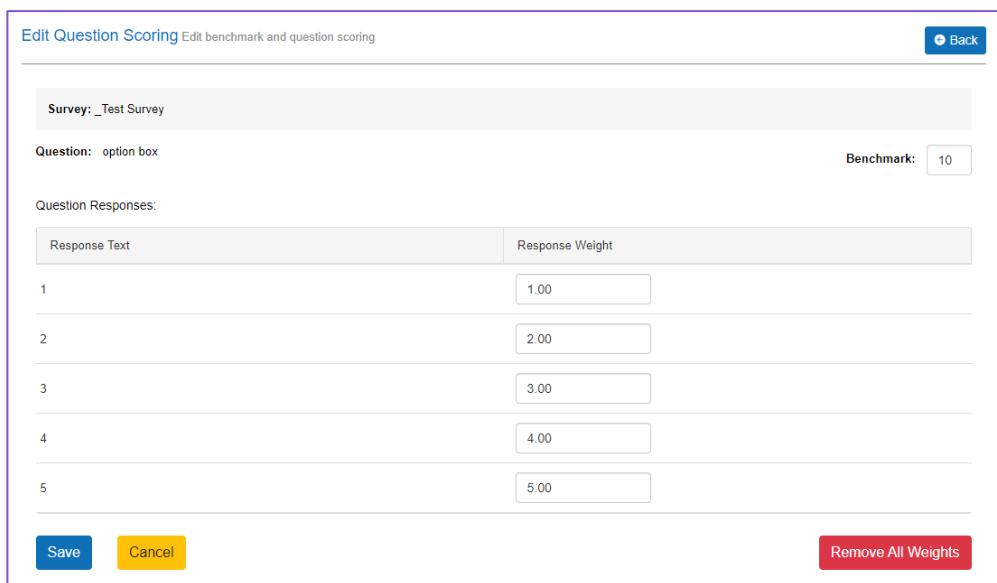 Edit Question Scoring Edit benchmark and question scoring
Back
Survey: _Test Survey
Question: option box
Benchmark: 10
Question Responses:
Response Text Response Weight
1 1.00
2 2.00
3 3.00
4 4.00
5 5.00
Save Cancel Remove All Weights